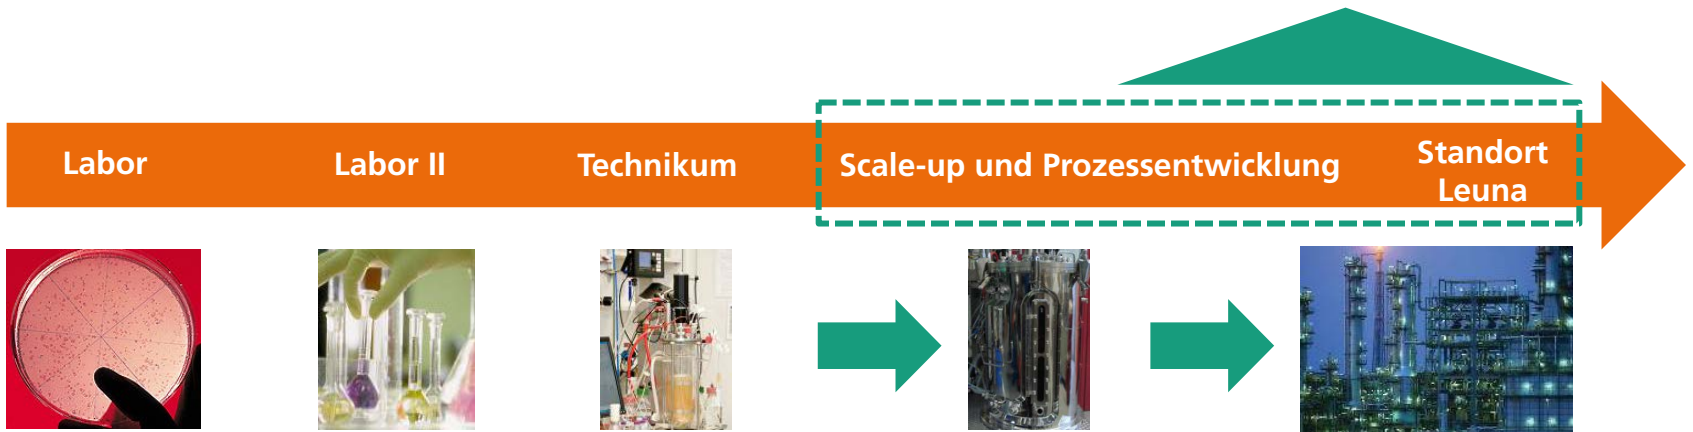 Labor
Labor II
Technikum
Scale-up und Prozessentwicklung
Standort
Leuna